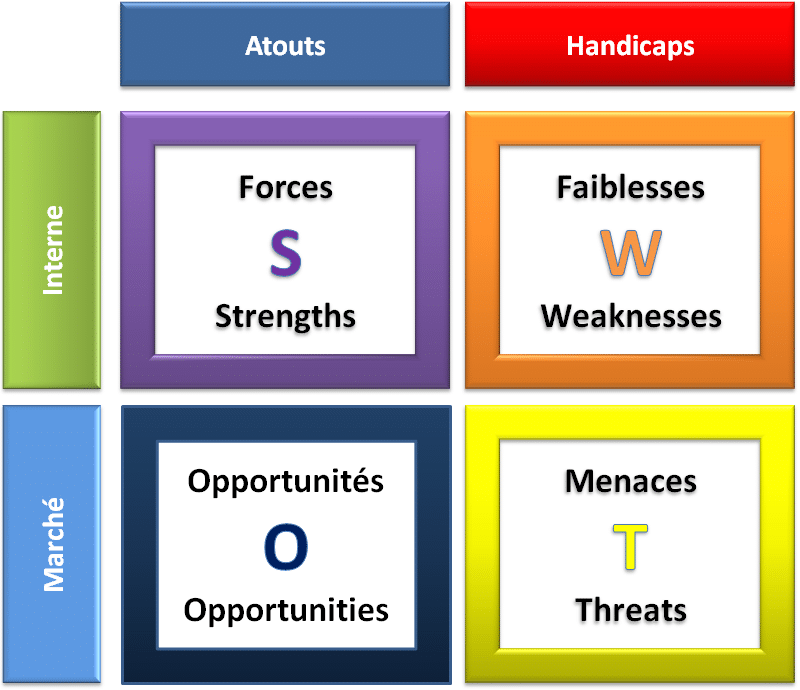 Atouts
Handicaps
Interne
Forces
S
Strengths
Faiblesses
W
Weaknesses
Marché
Opportunités
O
Opportunities
Menaces
T
Threats